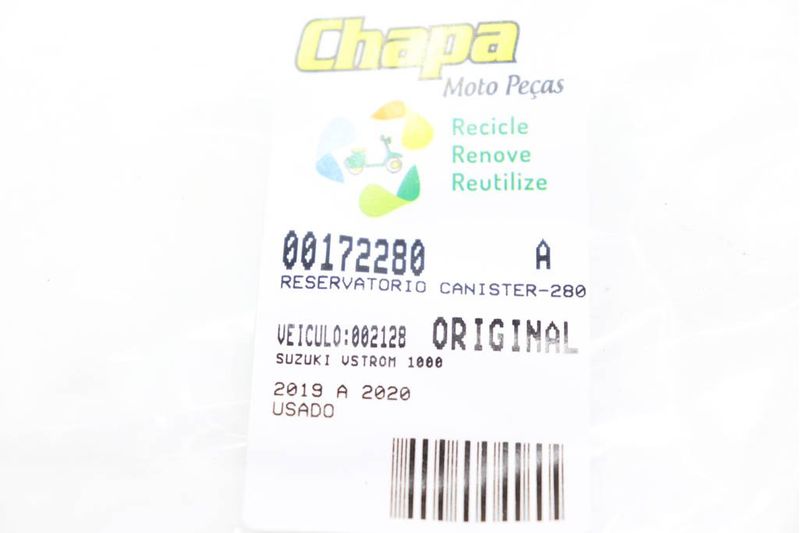 Chapa
Moto Peças
Recicle
Renove
Reutilize
00172280 A
RESERVATORIO CANISTER-280
VEICULO:002128 ORIGINAL
SUZUKI VSTROM 1000
2019 A 2020
USADO